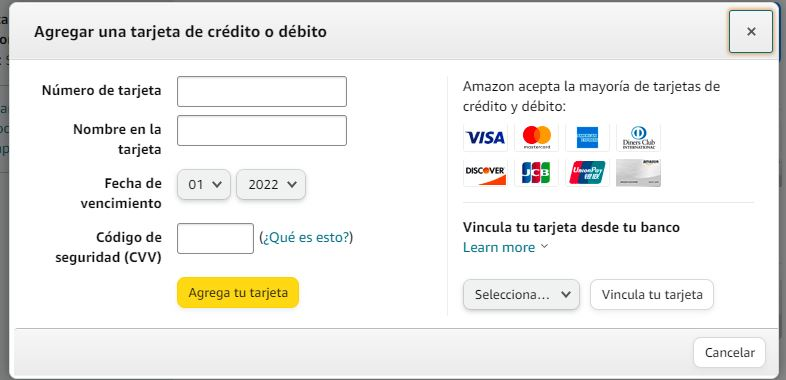 Agregar una tarjeta de crédito o débito
Número de tarjeta
Nombre en la
tarjeta
Fecha de
vencimiento
01
2022
Código de
seguridad (CVV)
(¿Qué es esto?)
Agrega tu tarjeta
Amazon acepta la mayoría de tarjetas de
crédito y débito:
VISA
mastercard
AMERICAN EXPRESS
Diners Club
INTERNATIONAL
DISCOVER
JCB
UnionPay
银联
amazon
Vincula tu tarjeta desde tu banco
Learn more
Selecciona...
Vincula tu tarjeta
Cancelar